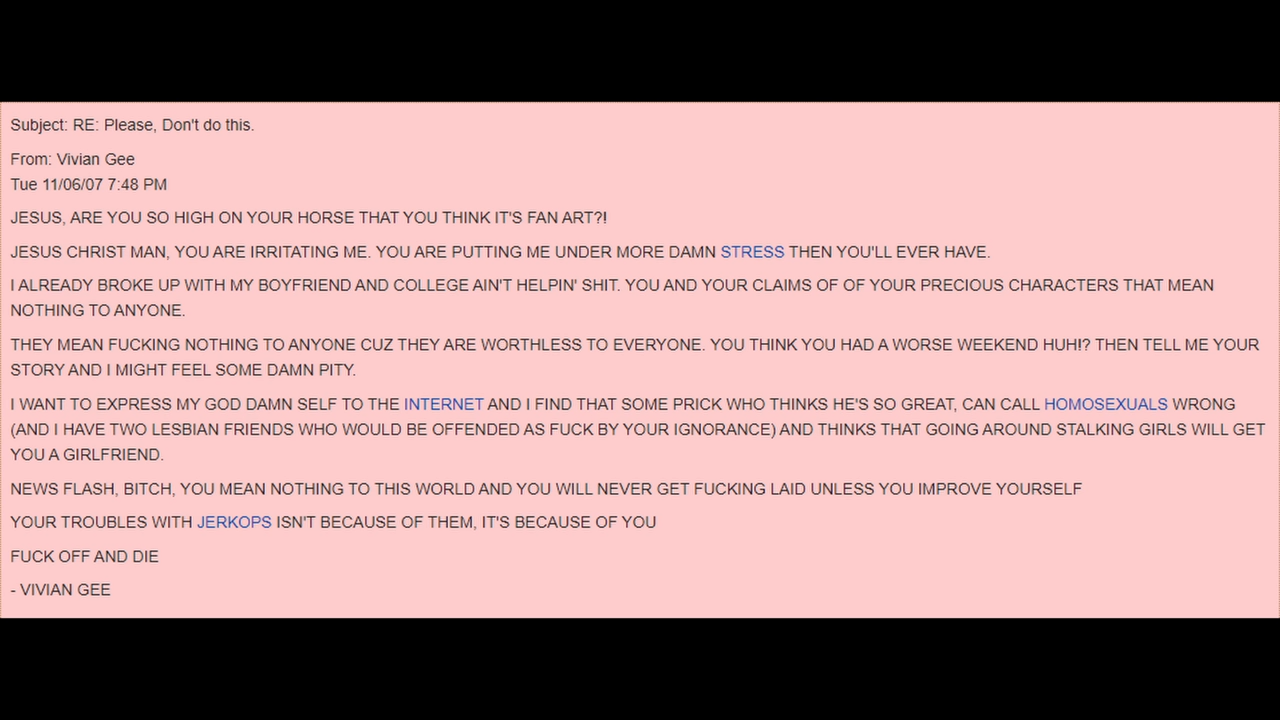 Subject: RE: Please, Don't do this.
From: Vivian Gee
Tue 11/06/07 7:48 PM
JESUS, ARE YOU SO HIGH ON YOUR HORSE THAT YOU THINK IT'S FAN ART?!
JESUS CHRIST MAN, YOU ARE IRRITATING ME. YOU ARE PUTTING ME UNDER MORE DAMN STRESS THEN YOU'LL EVER HAVE.
I ALREADY BROKE UP WITH MY BOYFRIEND AND COLLEGE AIN'T HELPIN' SHIT. YOU AND YOUR CLAIMS OF OF YOUR PRECIOUS CHARACTERS THAT MEAN
NOTHING TO ANYONE.
THEY MEAN FUCKING NOTHING TO ANYONE CUZ THEY ARE WORTHLESS TO EVERYONE. YOU THINK YOU HAD A WORSE WEEKEND HUH!? THEN TELL ME YOUR
STORY AND I MIGHT FEEL SOME DAMN PITY.
I WANT TO EXPRESS MY GOD DAMN SELF TO THE INTERNET AND I FIND THAT SOME PRICK WHO THINKS HE'S SO GREAT, CAN CALL HOMOSEXUALS WRONG
(AND I HAVE TWO LESBIAN FRIENDS WHO WOULD BE OFFENDED AS FUCK BY YOUR IGNORANCE) AND THINKS THAT GOING AROUND STALKING GIRLS WILL GET
YOU A GIRLFRIEND.
NEWS FLASH, BITCH, YOU MEAN NOTHING TO THIS WORLD AND YOU WILL NEVER GET FUCKING LAID UNLESS YOU IMPROVE YOURSELF
YOUR TROUBLES WITH JERKOPS ISN'T BECAUSE OF THEM, IT'S BECAUSE OF YOU
FUCK OFF AND DIE
- VIVIAN GEE